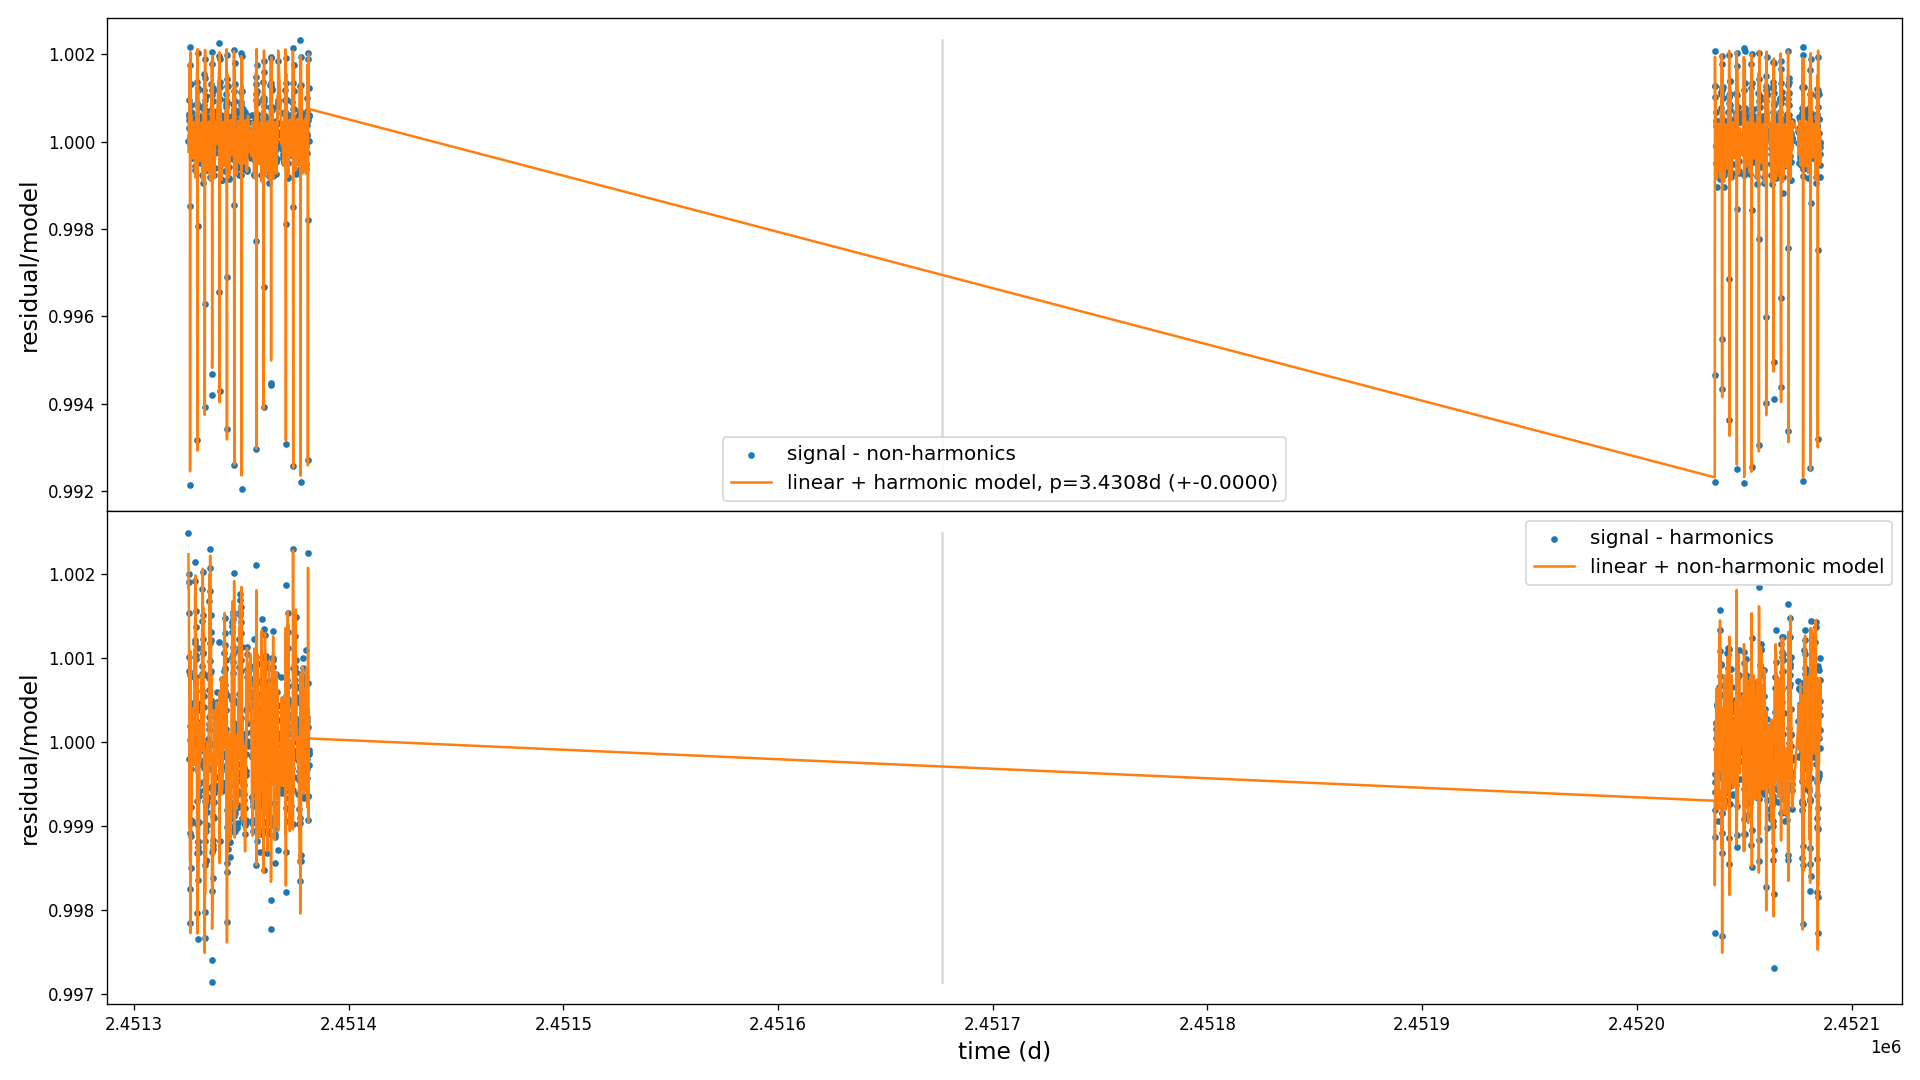 1.002
1.000
0.998
0.996
0.994
0.992
residual/model
signal - non-harmonics
linear + harmonic model, p=3.4308d (+-0.0000)
1.002
1.001
1.000
0.999
0.998
0.997
residual/model
signal - harmonics
linear + non-harmonic model
2.4513 2.4514 2.4515 2.4516 2.4517 2.4518 2.4519 2.4520 2.4521
1e6
time (d)